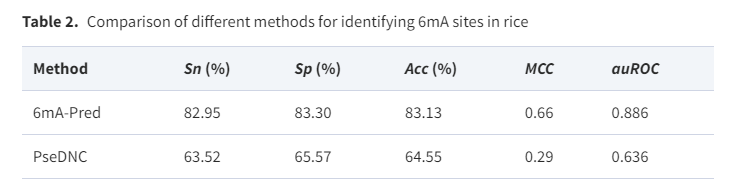 Table 2. Comparison of different methods for identifying 6mA sites in rice
Method Sn (%) Sp (%) Acc (%) MCC auROC
6mA-Pred 82.95 83.30 83.13 0.66 0.886
PseDNC 63.52 65.57 64.55 0.29 0.636